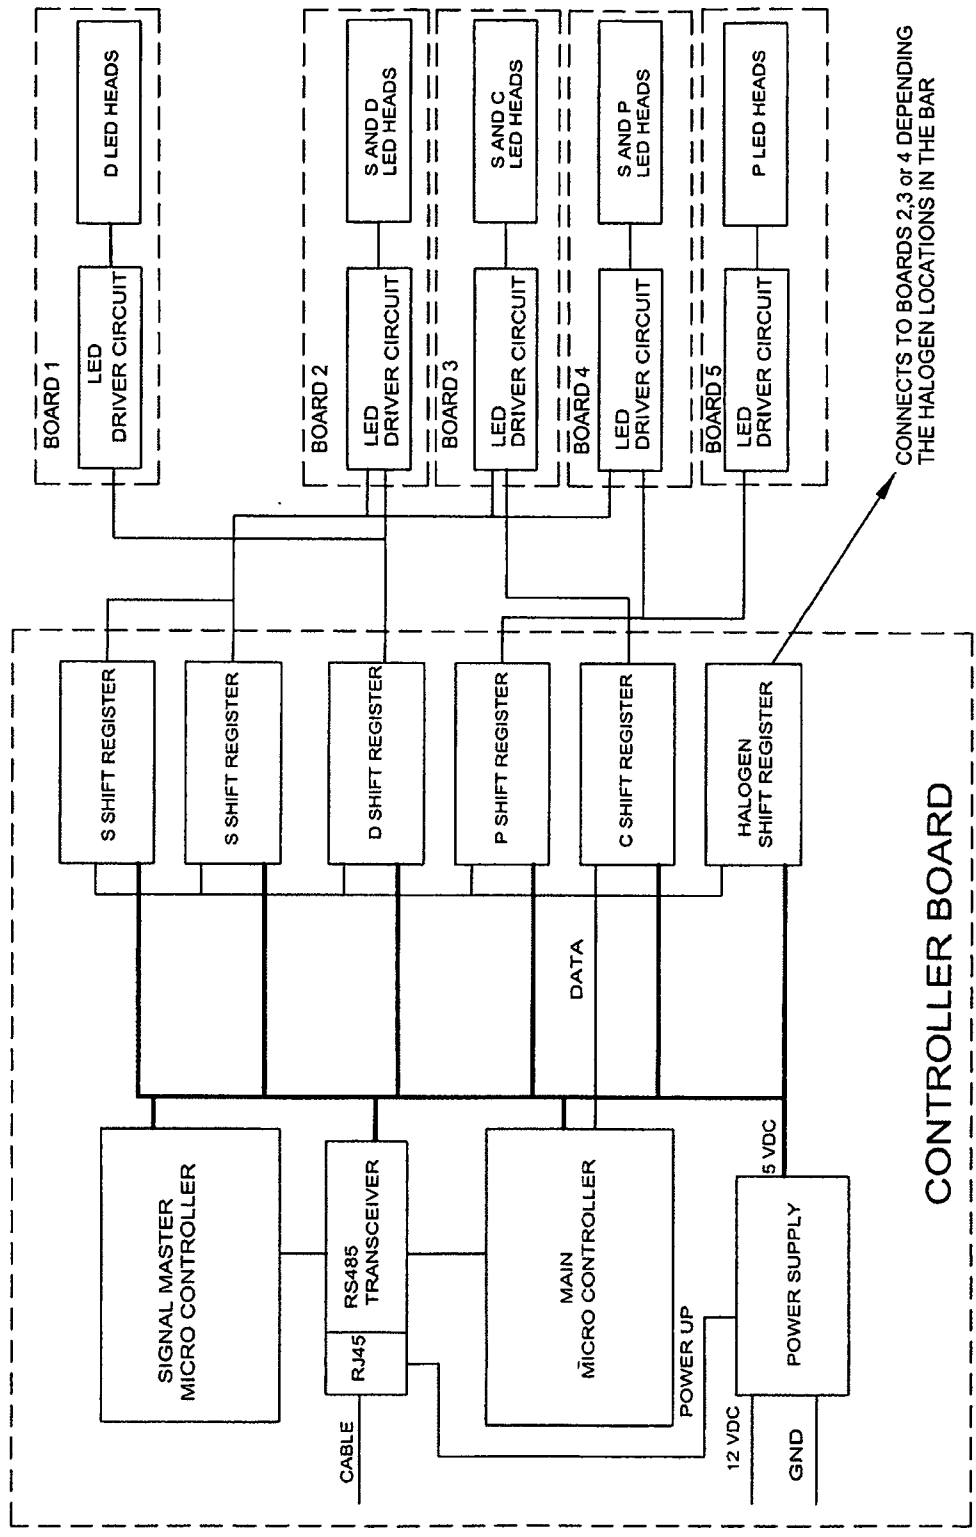 BOARD 1
LED
DRIVER CIRCUIT
D LED HEADS
BOARD 2
LED
DRIVER CIRCUIT
S AND D
LED HEADS
BOARD 3
LED
DRIVER CIRCUIT
S AND C
LED HEADS
BOARD 4
LED
DRIVER CIRCUIT
S AND P
LED HEADS
BOARD 5
LED
DRIVER CIRCUIT
P LED HEADS
CONNECTS TO BOARDS 2,3 or 4 DEPENDING
THE HALOGEN LOCATIONS IN THE BAR
S SHIFT REGISTER
S SHIFT REGISTER
D SHIFT REGISTER
P SHIFT REGISTER
C SHIFT REGISTER
HALOGEN
SHIFT REGISTER
DATA
SIGNAL MASTER
MICRO CONTROLLER
RJ45
RS485
TRANSCEIVER
CABLE
MAIN
MICRO CONTROLLER
POWER UP
12 VDC
GND
POWER SUPPLY
5 VDC
CONTROLLER BOARD